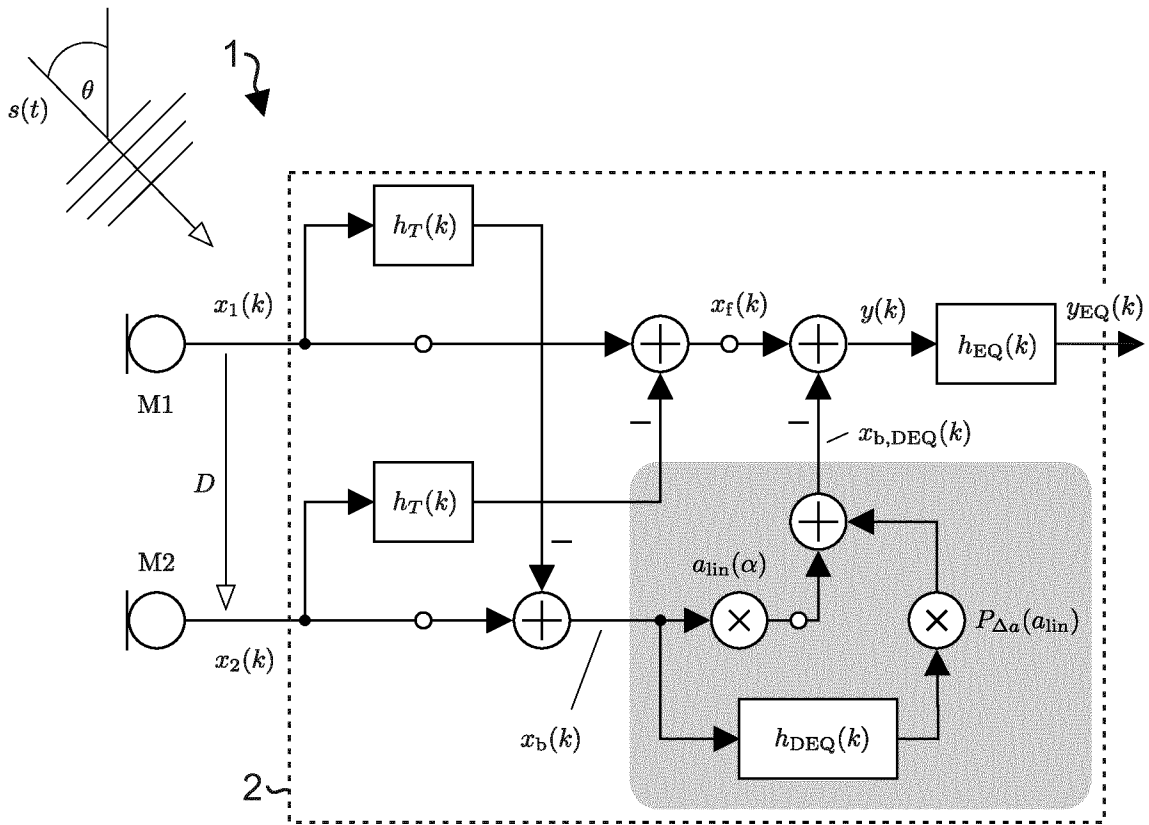 1
θ
s(t)
h_T(k)
x_1(k)
x_f(k)
y(k)
y_EQ(k)
h_EQ(k)
M1
−
−
x_b,DEQ(k)
D
h_T(k)
M2
−
a_lin(α)
P_Δa(a_lin)
x_2(k)
x_b(k)
h_DEQ(k)
2